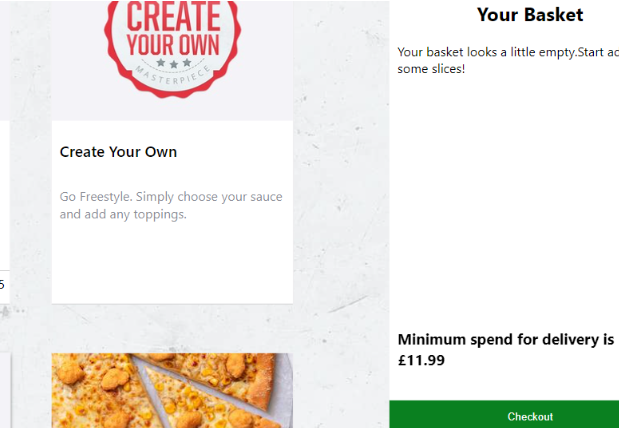 CREATE
YOUR OWN
MASTERPIECE
Create Your Own
Go Freestyle. Simply choose your sauce
and add any toppings.
5
Your Basket
Your basket looks a little empty.Start
some slices!
Minimum spend for delivery is
£11.99
Checkout